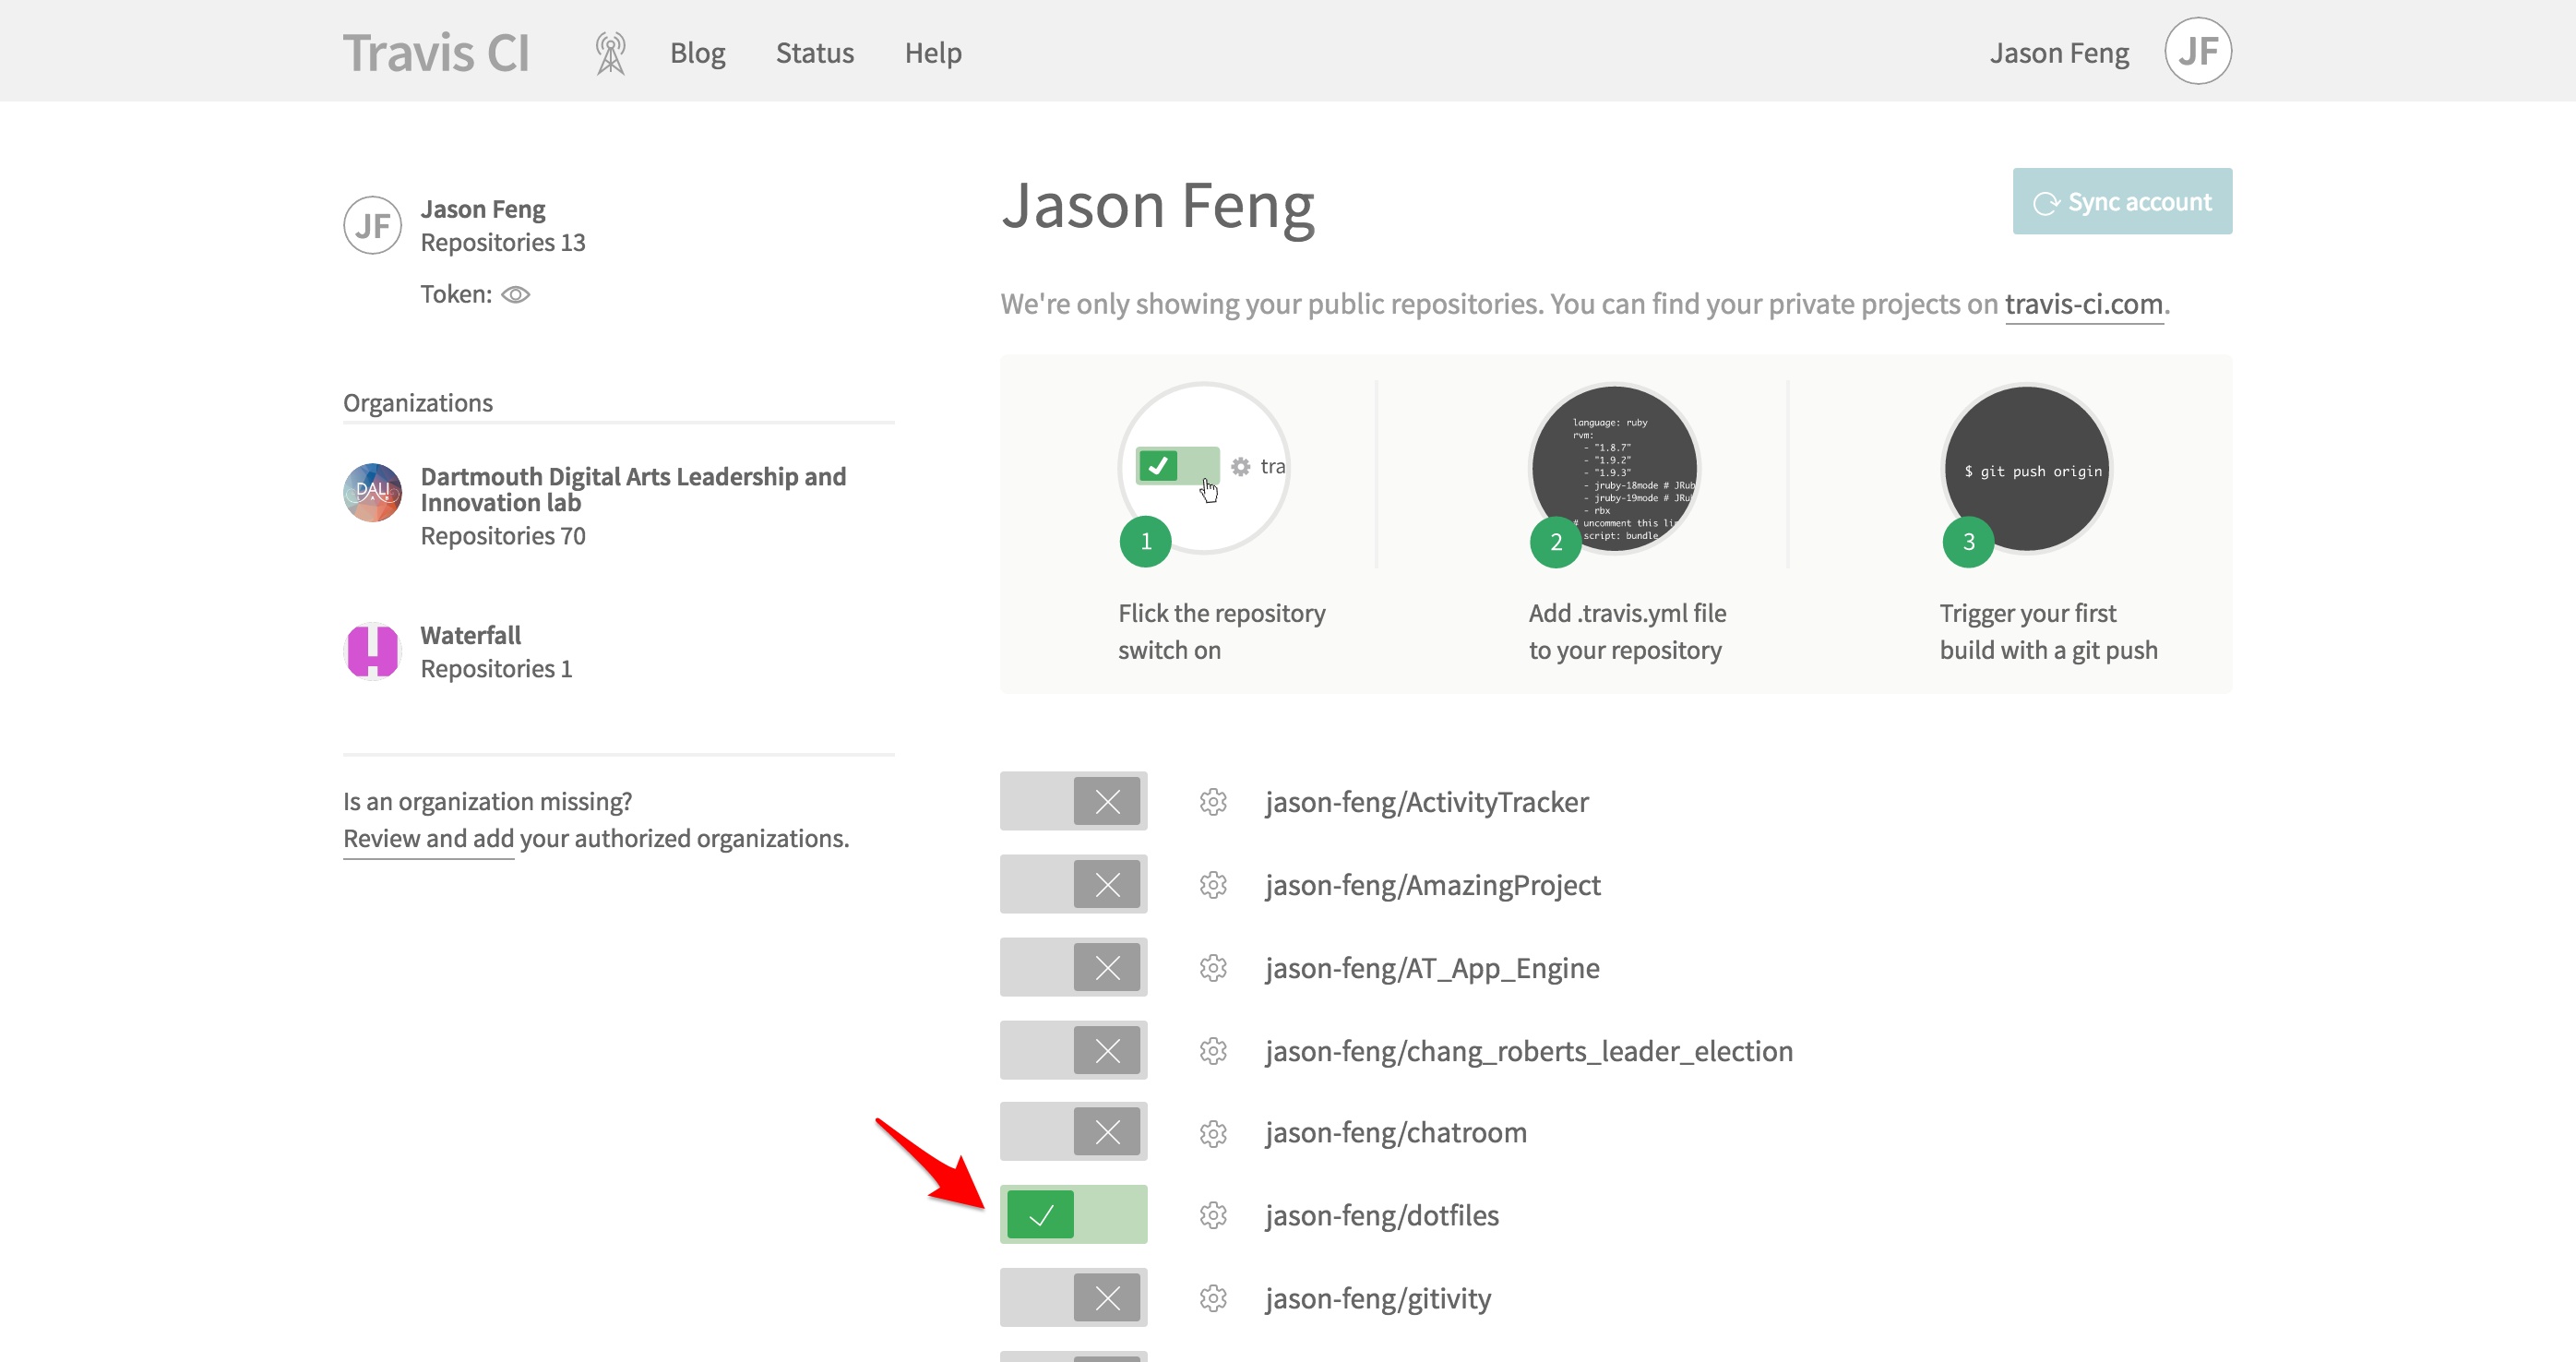 Travis CI
Blog
Status
Help
Jason Feng
JF
JF
Jason Feng
Repositories 13
Token:
Organizations
DALI
Dartmouth Digital Arts Leadership and
Innovation lab
Repositories 70
Waterfall
Repositories 1
Is an organization missing?
Review and add your authorized organizations.
Jason Feng
Sync account
We're only showing your public repositories. You can find your private projects on travis-ci.com.
tra
1
Flick the repository
switch on
language: ruby
rvm:
- "1.8.7"
- "1.9.2"
- "1.9.3"
- jruby-18mode # JRub
- jruby-19mode # JRu
- rbx
# uncomment this li
script: bundle
2
Add .travis.yml file
to your repository
$ git push origin
3
Trigger your first
build with a git push
jason-feng/ActivityTracker
jason-feng/AmazingProject
jason-feng/AT_App_Engine
jason-feng/chang_roberts_leader_election
jason-feng/chatroom
jason-feng/dotfiles
jason-feng/gitivity